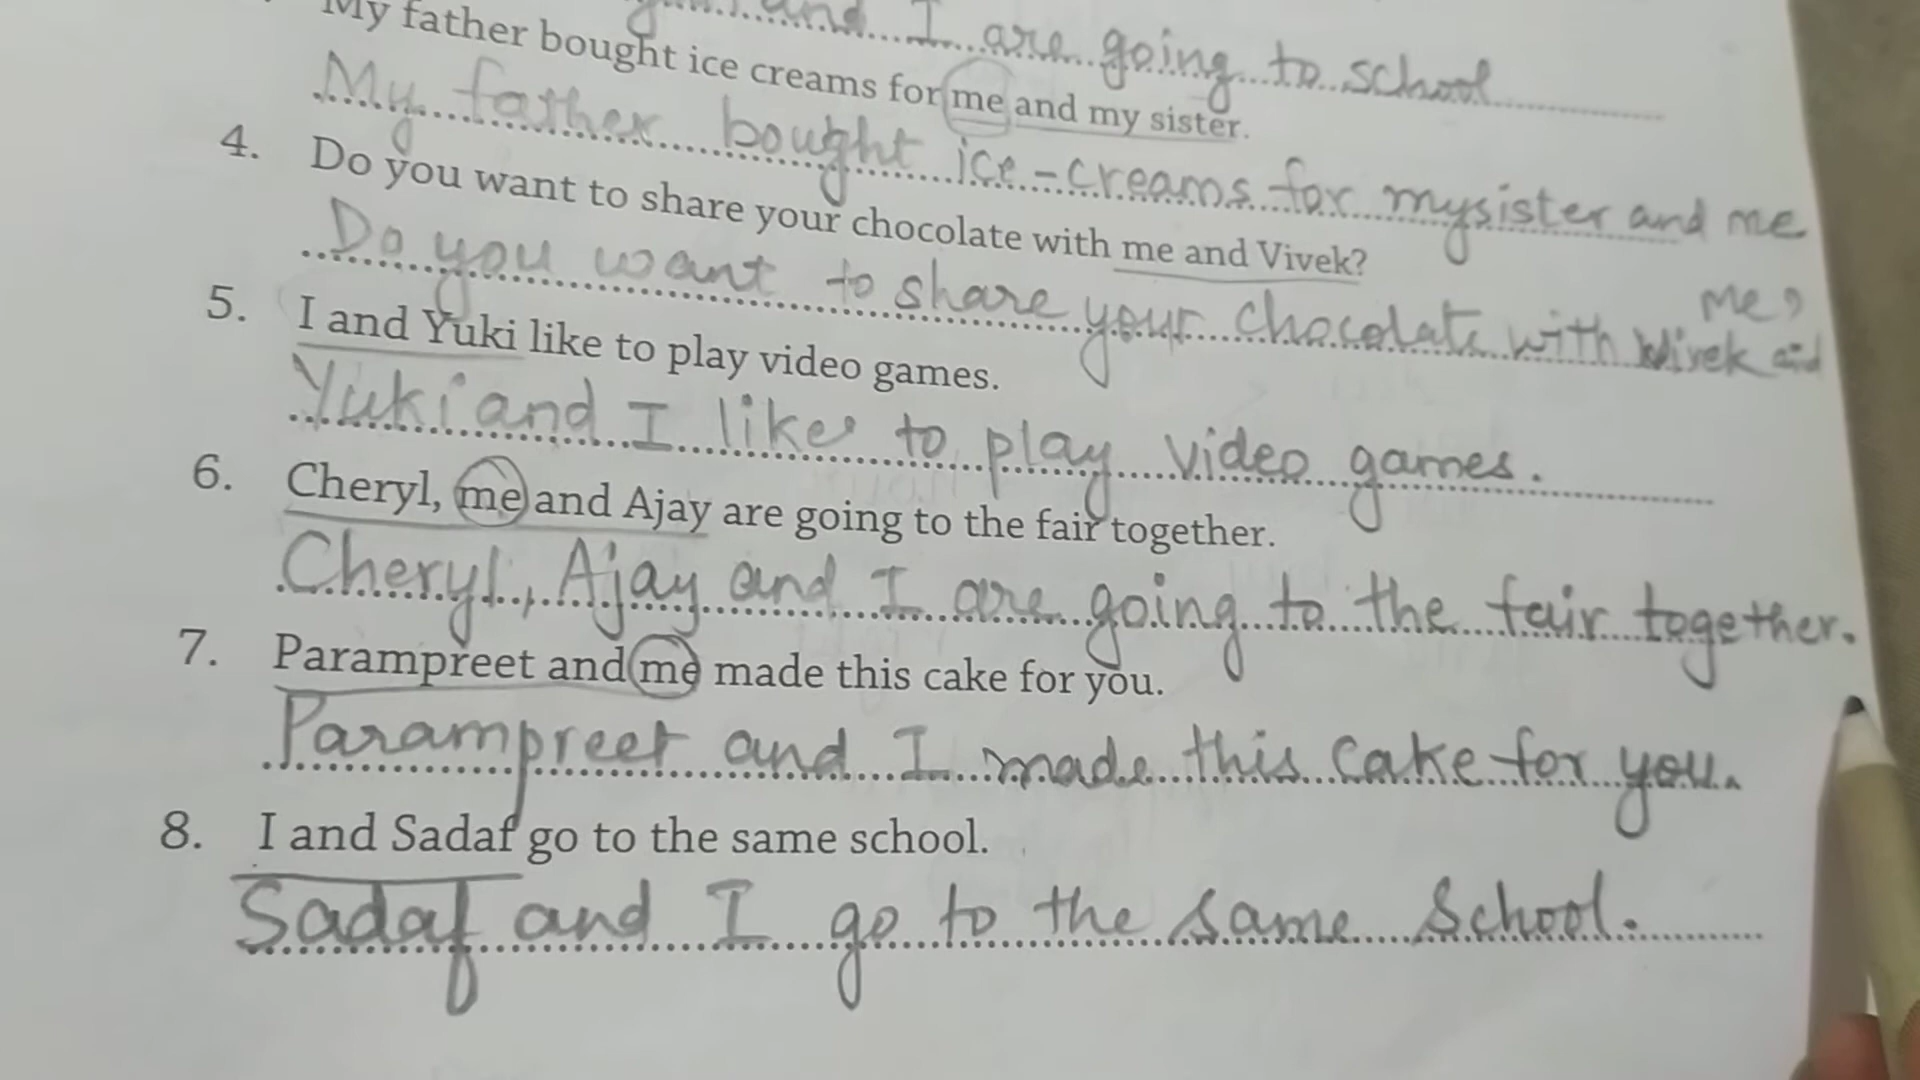 and I are going to school
My father bought ice creams for me and my sister.
My father bought ice-creams for my sister and me
4. Do you want to share your chocolate with me and Vivek?
Do you want to share your chocolate with Vivek and
me?
5. I and Yuki like to play video games.
Yuki and I like to play video games.
6. Cheryl, me and Ajay are going to the fair together.
Cheryl, Ajay and I are going to the fair together.
7. Parampreet and me made this cake for you.
Parampreet and I made this cake for you.
8. I and Sadaf go to the same school.
Sadaf and I go to the same school.